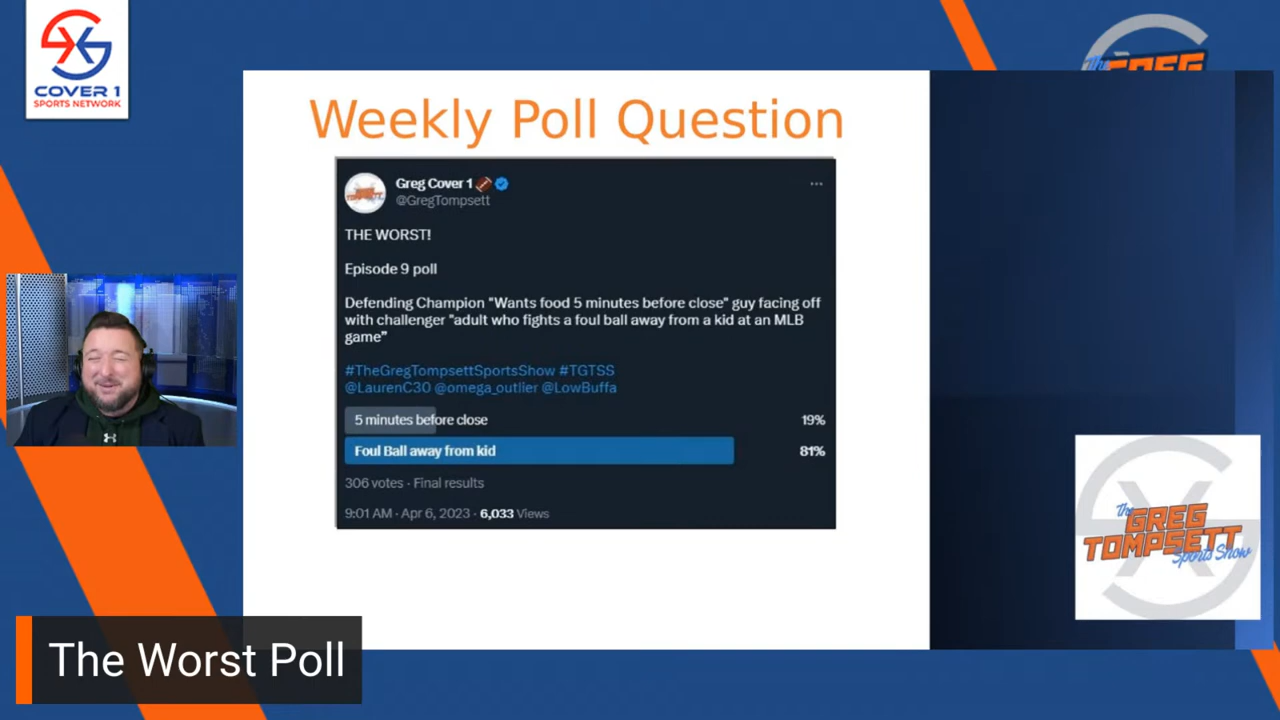 COVER 1
SPORTS NETWORK
The
GREG
Weekly Poll Question
Greg Cover 1
@GregTompsett
THE WORST!
Episode 9 poll
Defending Champion "Wants food 5 minutes before close" guy facing off
with challenger "adult who fights a foul ball away from a kid at an MLB
game"
#TheGregTompsettSportsShow #TGTSS
@LaurenC30 @omega_outlier @LowBuffa
5 minutes before close 19%
Foul Ball away from kid 81%
306 votes · Final results
9:01 AM · Apr 6, 2023 · 6,033 Views
The
GREG
TOMPSETT
Sports Show
The Worst Poll